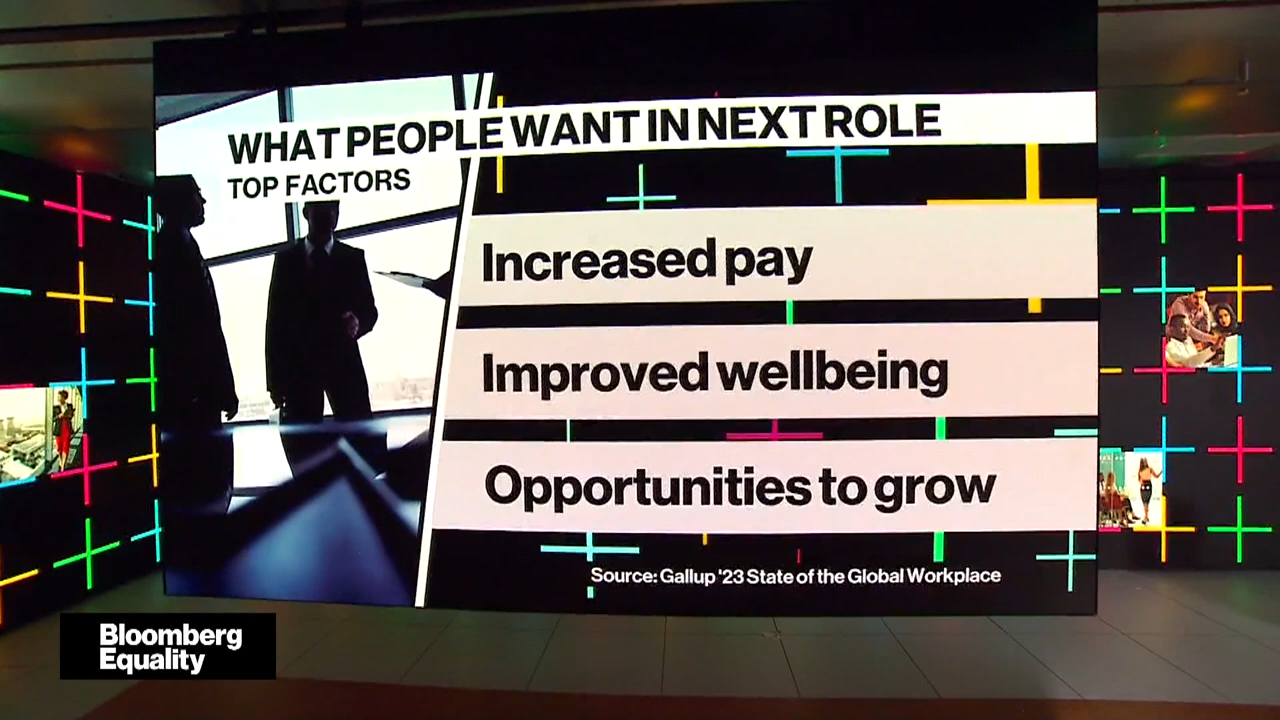 WHAT PEOPLE WANT IN NEXT ROLE
TOP FACTORS
Increased pay
Improved wellbeing
Opportunities to grow
Source: Gallup '23 State of the Global Workplace
Bloomberg
Equality